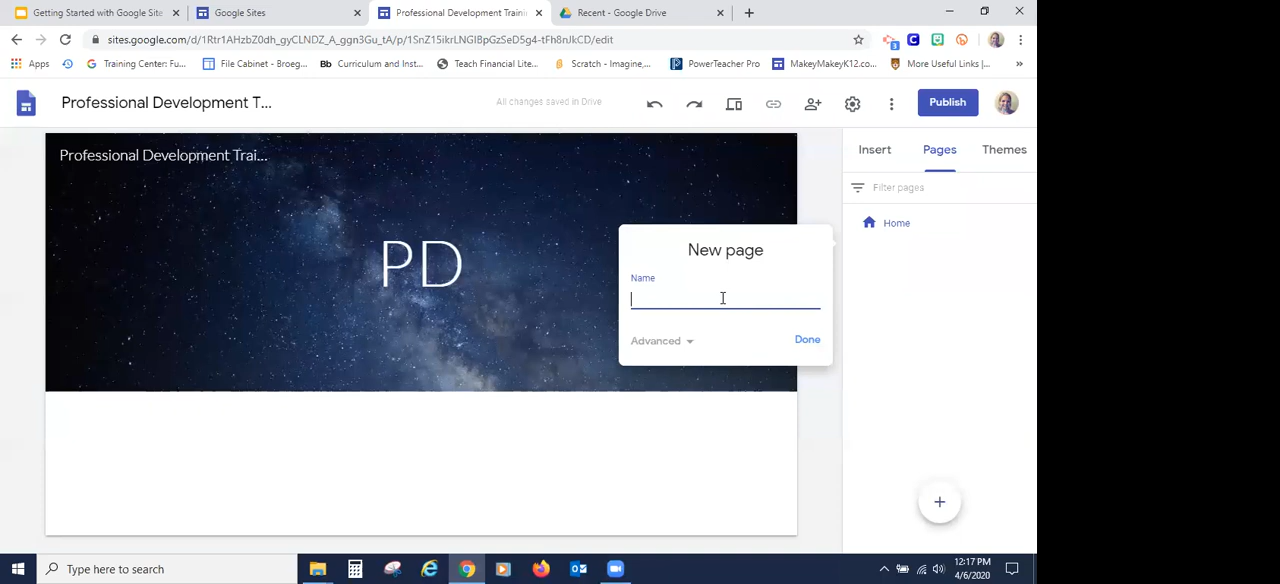 Getting Started with Google Site
Google Sites
Professional Development Traini
Recent - Google Drive
sites.google.com/d/1Rtr1AHzbZ0dh_gyCLNDZ_A_ggn3Gu_tA/p/1SnZ15ikrLNGIBpGzSeD5g4-tFh8nJkCD/edit
3
Apps
Training Center: Fu...
File Cabinet - Broeg...
Bb Curriculum and Inst...
Teach Financial Lite...
Scratch - Imagine,...
PowerTeacher Pro
MakeyMakeyK12.co...
More Useful Links |...
»
Professional Development T...
All changes saved in Drive
Publish
Professional Development Trai...
PD
Insert
Pages
Themes
Filter pages
Home
New page
Name
Advanced
Done
Type here to search
12:17 PM
4/6/2020